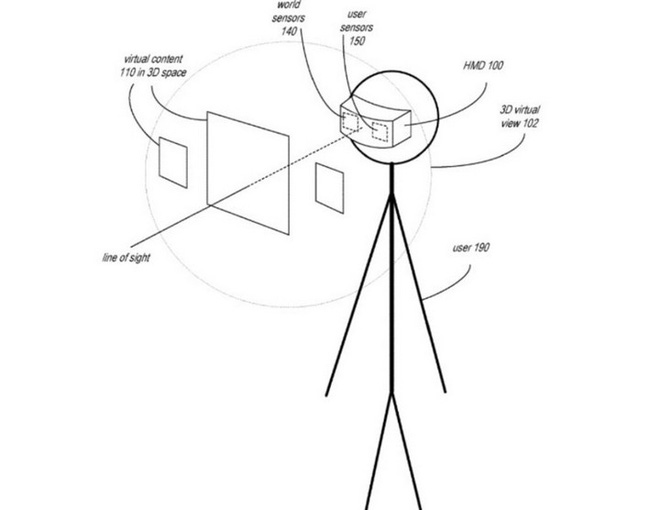 world
sensors
140
user
sensors
150
virtual content
110 in 3D space
HMD 100
3D virtual
view 102
line of sight
user 190